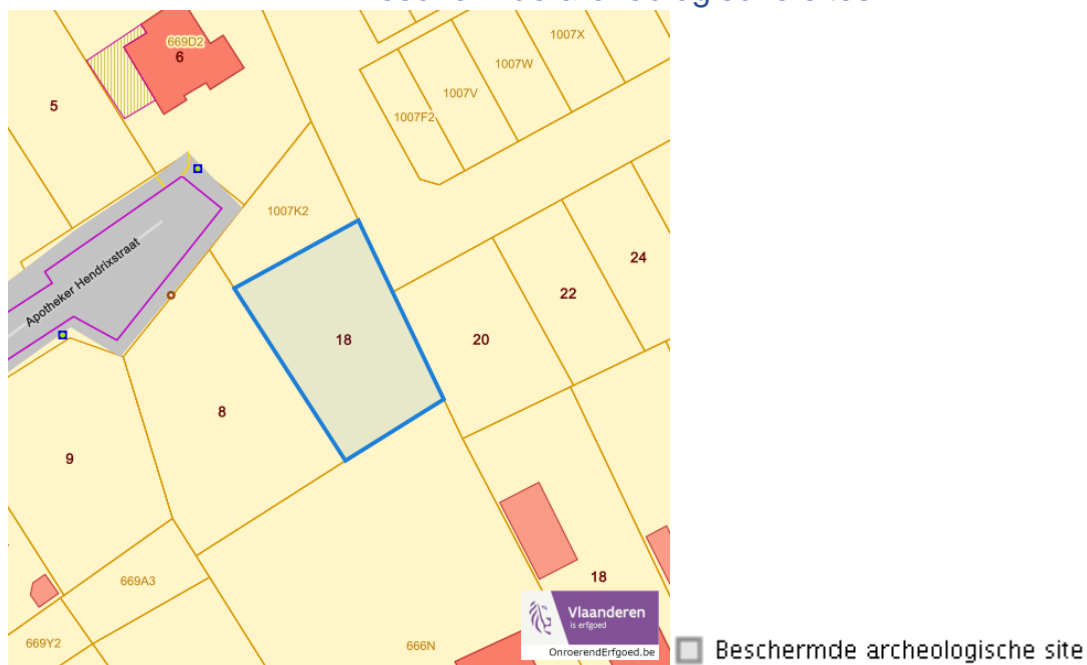 669D2
6
1007X
1007W
1007V
1007F2
5
1007K2
Apotheker Hendrixstraat
24
22
18
20
8
9
669A3
18
669Y2
666N
Vlaanderen
is erfgoed
OnroerendErfgoed.be
Beschermde archeologische site